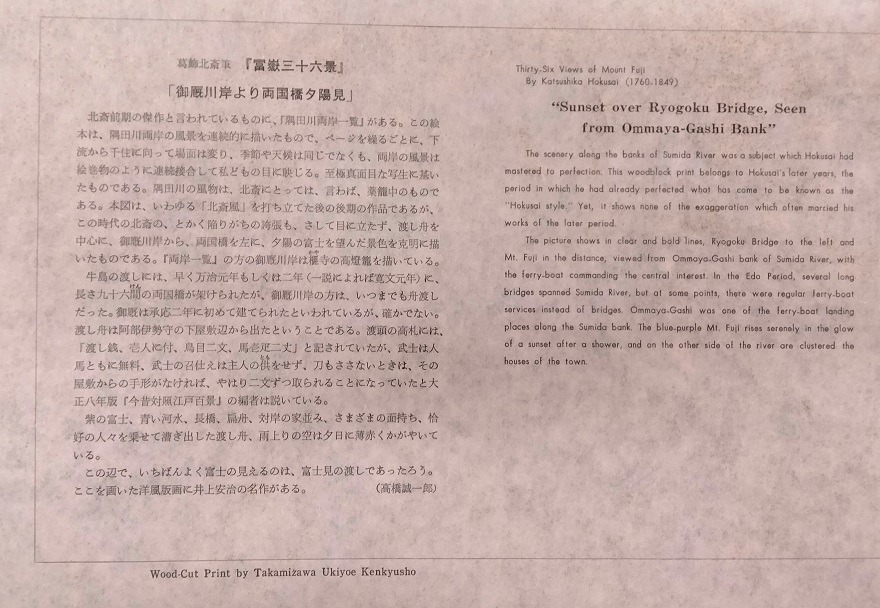 葛飾北斎筆 『冨嶽三十六景』
「御厩川岸より両国橋夕陽見」
北斎前期の傑作と言われているものに、『隅田川両岸一覧』がある。この絵
本は、隅田川両岸の風景を連続的に描いたもので、ページを繰るごとに、下
流から千住に向って場面は変り、季節や天候は同じでなくも、両岸の風景は
絵巻物のように連続接合して私どもの目に映じる。至極真面目な写生に基い
たものである。隅田川の風物は、北斎にとっては、言わば、薬籠中のもので
ある。本図は、いわゆる「北斎風」を打ち立てた後の後期の作品であるが、
この時代の北斎の、とかく陥りがちの誇張も、さして目に立たず、渡し舟を
中心に、御厩川岸から、両国橋を左に、夕陽の富士を望んだ景色を克明に描
いたものである。『両岸一覧』の方の御厩川岸は榧寺の高燈籠を描いている。
牛島の渡しには、早く万治元年もしくは二年(一説によれば寛文元年)に、
長さ九十六間の両国橋が架けられたが、御厩川岸の方は、いつまでも舟渡し
だった。御厩は承応二年に初めて建てられたといわれているが、確かでない。
渡し舟は阿部伊勢守の下屋敷辺から出たということである。渡頭の高札には、
『渡し銭、壱人に付、鳥目二文、馬壱疋二丈』と記されていたが、武士は人
馬ともに無料、武士の召仕えは主人の供をせず、刀もささないときは、その
屋敷からの手形がなければ、やはり二文ずつ取られることになっていたと大
正八年版『今昔対照江戸百景』の編者は説いている。
紫の富士、青い河水、長橋、扁舟、対岸の家並み、さまざまの面持ち、恰
好の人々を乗せて漕ぎ出した渡し舟、雨上りの空は夕日に薄赤くかがやいて
いる。
この辺で、いちばんよく富士の見えるのは、富士見の渡しであったろう。
ここを画いた洋風版画に井上安治の名作がある。 (高橋誠一郎)
Wood-Cut Print by Takamizawa Ukiyoe Kenkyusho
Thirty-Six Views of Mount Fuji
By Katsushika Hokusai (1760-1849)
"Sunset over Ryogoku Bridge, Seen
from Ommaya-Gashi Bank"
The scenery along the banks of Sumida River was a subject which Hokusai had
mastered to perfection. This woodblock print belongs to Hokusai's later years, the
period in which he had already perfected what has come to be known as the
"Hokusai style." Yet, it shows none of the exaggeration which often married his
works of the later period.
The picture shows in clear and bold lines, Ryogoku Bridge to the left and
Mt. Fuji in the distance, viewed from Ommaya-Gashi bank of Sumida River, with
the ferry-boat commanding the central interest. In the Edo Period, several long
bridges spanned Sumida River, but at some points, there were regular ferry-boat
services instead of bridges. Ommaya-Gashi was one of the ferry-boat landing
places along the Sumida bank. The blue-purple Mt. Fuji rises serenely in the glow
of a sunset after a shower, and on the other side of the river are clustered the
houses of the town.